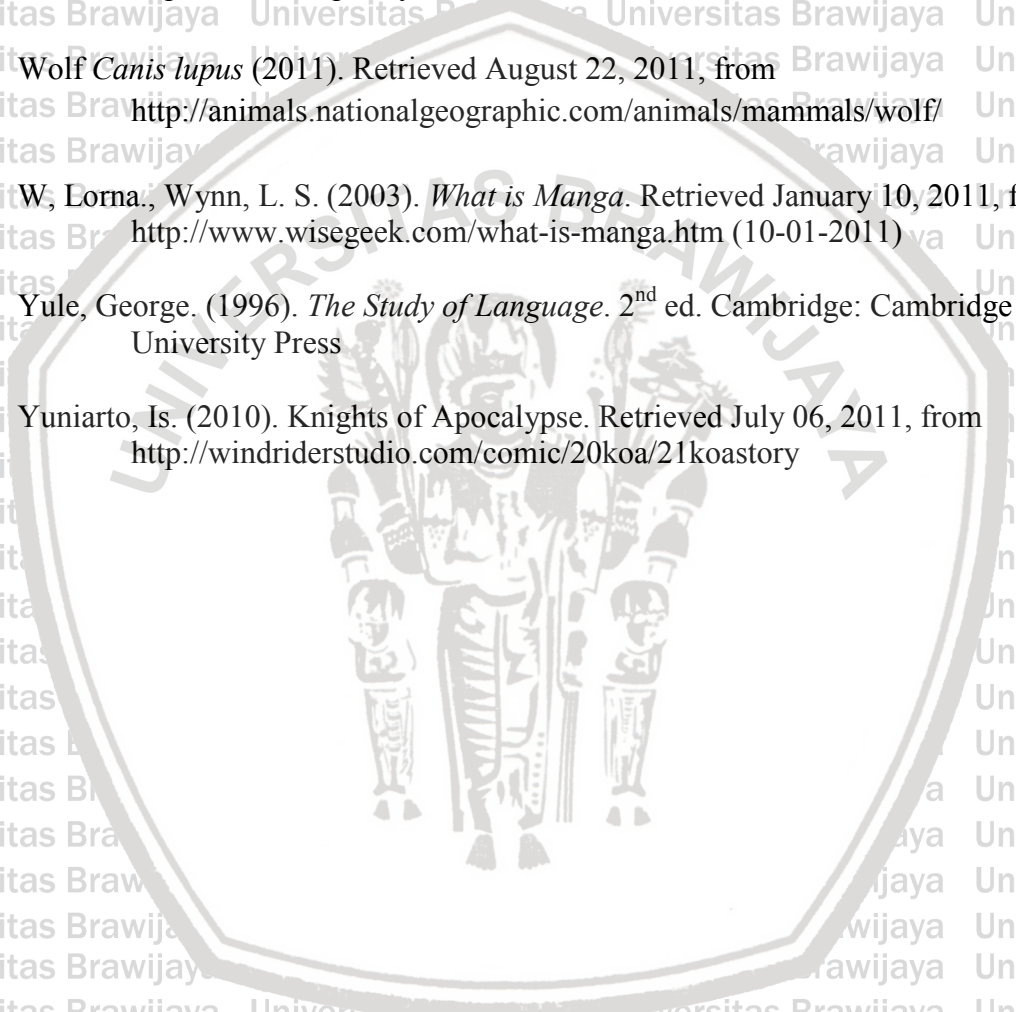 Wolf Canis lupus (2011). Retrieved August 22, 2011, from
http://animals.nationalgeographic.com/animals/mammals/wolf/
W, Lorna., Wynn, L. S. (2003). What is Manga. Retrieved January 10, 2011, f
http://www.wisegeek.com/what-is-manga.htm (10-01-2011)
Yule, George. (1996). The Study of Language. 2nd ed. Cambridge: Cambridge
University Press
Yuniarto, Is. (2010). Knights of Apocalypse. Retrieved July 06, 2011, from
http://windriderstudio.com/comic/20koa/21koastory
UNIVERSITAS BRAWIJAYA